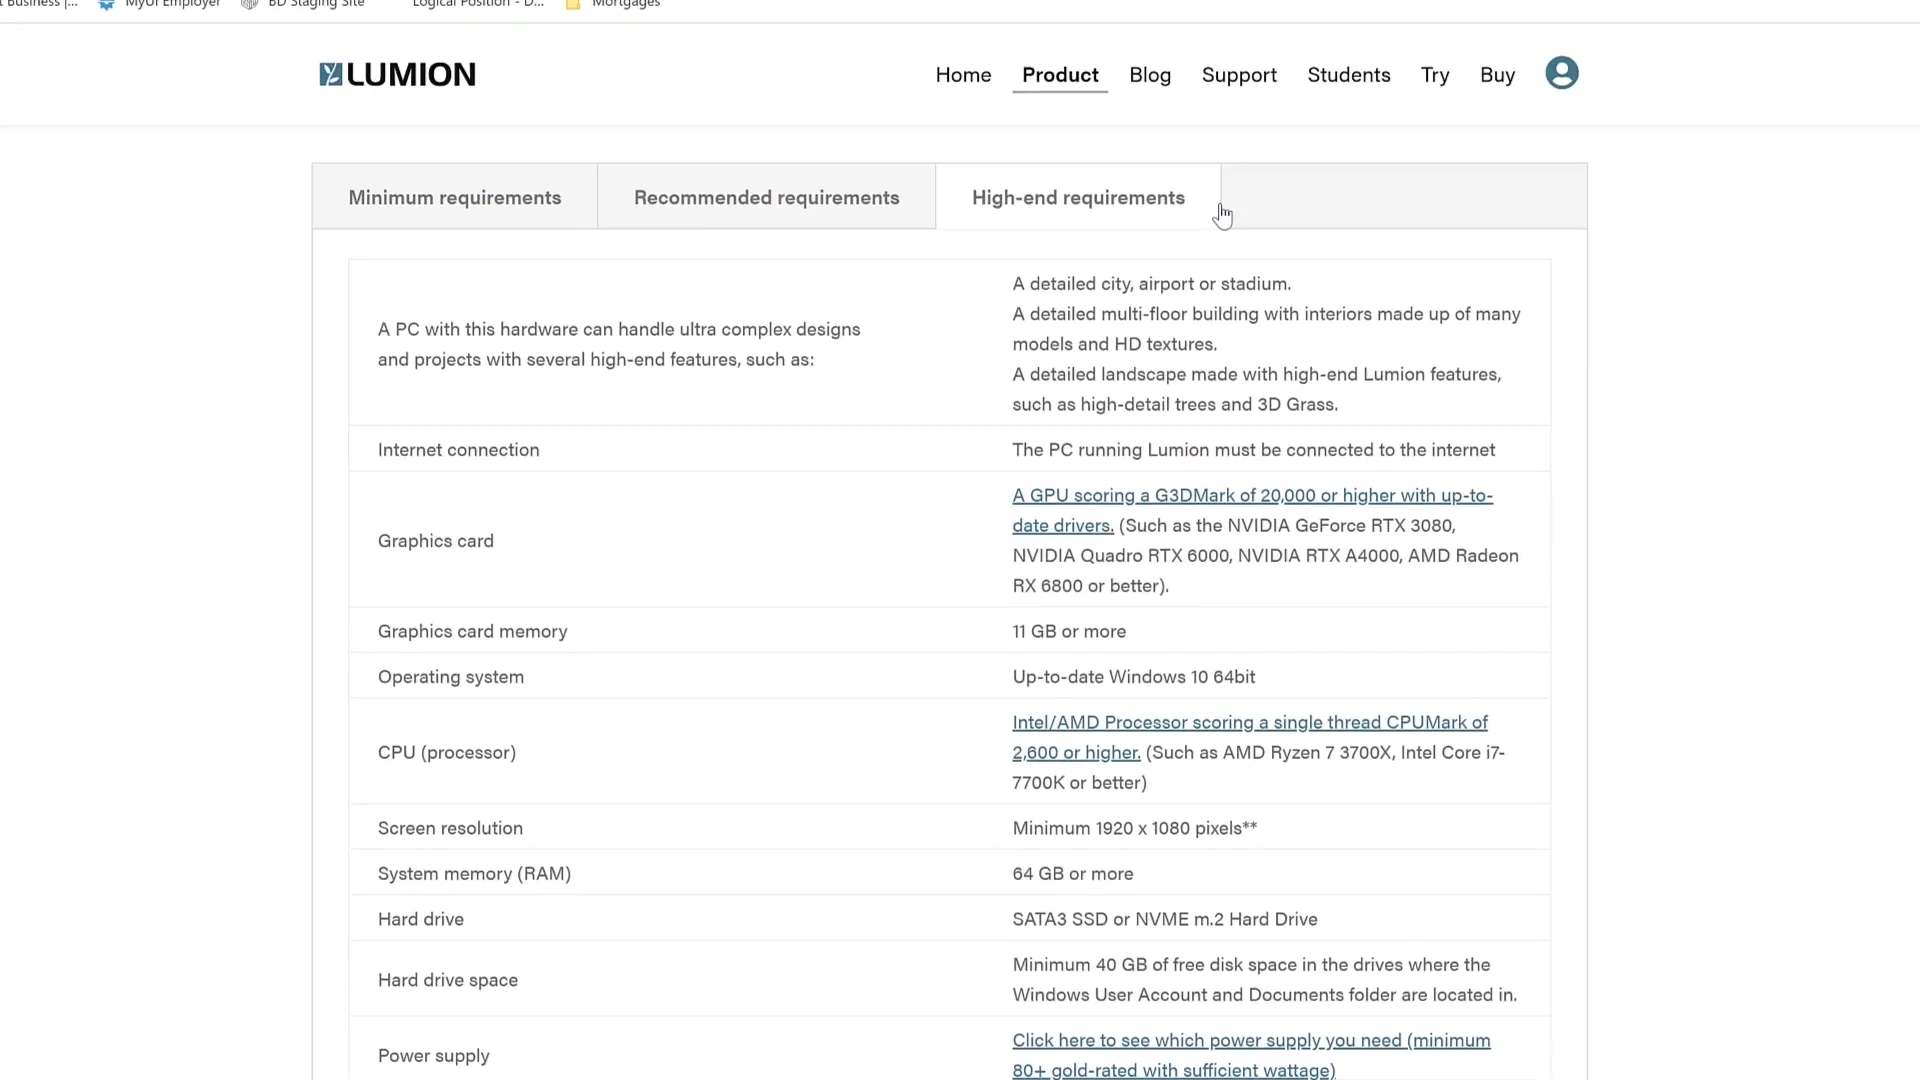 Business |...
MyUI Employer
BD Staging Site
Logical Position - D...
Mortgages
LUMION
Home
Product
Blog
Support
Students
Try
Buy
Minimum requirements
Recommended requirements
High-end requirements
A PC with this hardware can handle ultra complex designs
and projects with several high-end features, such as:
A detailed city, airport or stadium.
A detailed multi-floor building with interiors made up of many
models and HD textures.
A detailed landscape made with high-end Lumion features,
such as high-detail trees and 3D Grass.
Internet connection
The PC running Lumion must be connected to the internet
Graphics card
A GPU scoring a G3DMark of 20,000 or higher with up-to-
date drivers. (Such as the NVIDIA GeForce RTX 3080,
NVIDIA Quadro RTX 6000, NVIDIA RTX A4000, AMD Radeon
RX 6800 or better).
Graphics card memory
11 GB or more
Operating system
Up-to-date Windows 10 64bit
CPU (processor)
Intel/AMD Processor scoring a single thread CPUMark of
2,600 or higher. (Such as AMD Ryzen 7 3700X, Intel Core i7-
7700K or better)
Screen resolution
Minimum 1920 x 1080 pixels**
System memory (RAM)
64 GB or more
Hard drive
SATA3 SSD or NVME m.2 Hard Drive
Hard drive space
Minimum 40 GB of free disk space in the drives where the
Windows User Account and Documents folder are located in.
Power supply
Click here to see which power supply you need (minimum
80+ gold-rated with sufficient wattage)